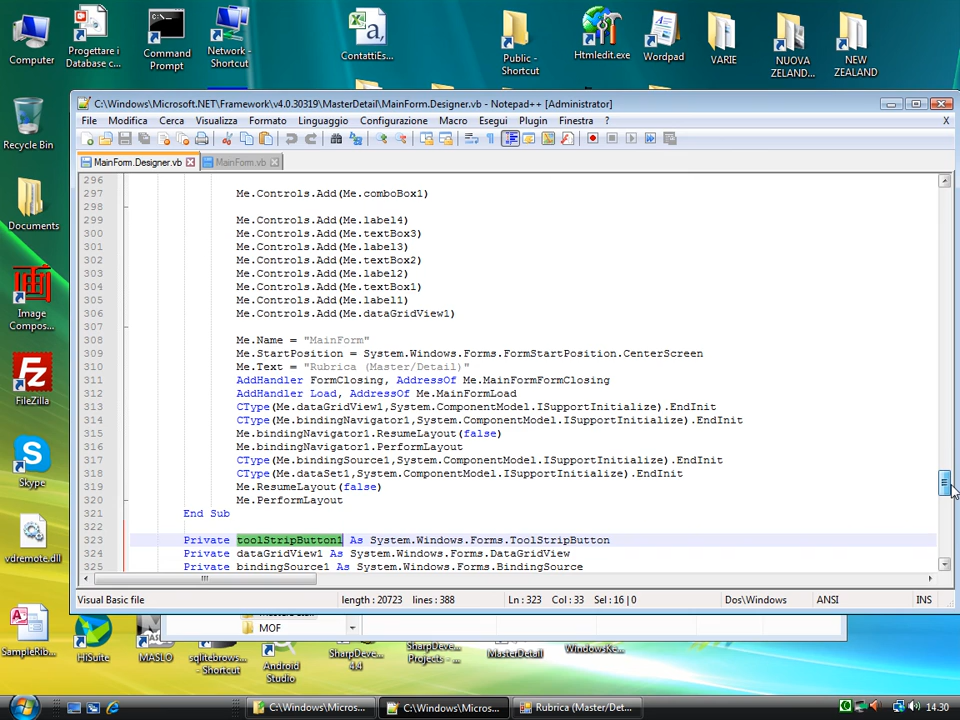 Computer
Progettare i
Database c...
Command
Prompt
Network -
Shortcut
ContattiEs...
Public -
Shortcut
Htmledit.exe
Wordpad
VARIE
NUOVA
ZELAND...
NEW
ZEALAND
Recycle Bin
Documents
Image
Compos...
FileZilla
Skype
vdremote.dll
SampleRib...
C:\Windows\Microsoft.NET\Framework\v4.0.30319\MasterDetail\MainForm.Designer.vb - Notepad++ [Administrator]
File Modifica Cerca Visualizza Formato Linguaggio Configurazione Macro Esegui Plugin Finestra ? X
MainForm.Designer.vb MainForm.vb
296
297 Me.Controls.Add(Me.comboBox1)
298
299 Me.Controls.Add(Me.label4)
300 Me.Controls.Add(Me.textBox3)
301 Me.Controls.Add(Me.label3)
302 Me.Controls.Add(Me.textBox2)
303 Me.Controls.Add(Me.label2)
304 Me.Controls.Add(Me.textBox1)
305 Me.Controls.Add(Me.label1)
306 Me.Controls.Add(Me.dataGridView1)
307
308 Me.Name = "MainForm"
309 Me.StartPosition = System.Windows.Forms.FormStartPosition.CenterScreen
310 Me.Text = "Rubrica (Master/Detail)"
311 AddHandler FormClosing, AddressOf Me.MainFormFormClosing
312 AddHandler Load, AddressOf Me.MainFormLoad
313 CType(Me.dataGridView1,System.ComponentModel.ISupportInitialize).EndInit
314 CType(Me.bindingNavigator1,System.ComponentModel.ISupportInitialize).EndInit
315 Me.bindingNavigator1.ResumeLayout(false)
316 Me.bindingNavigator1.PerformLayout
317 CType(Me.bindingSource1,System.ComponentModel.ISupportInitialize).EndInit
318 CType(Me.dataSet1,System.ComponentModel.ISupportInitialize).EndInit
319 Me.ResumeLayout(false)
320 Me.PerformLayout
321 End Sub
322
323 Private toolStripButton1 As System.Windows.Forms.ToolStripButton
324 Private dataGridView1 As System.Windows.Forms.DataGridView
325 Private bindingSource1 As System.Windows.Forms.BindingSource
Visual Basic file length : 20723 lines : 388 Ln : 323 Col : 33 Sel : 16 | 0 Dos\Windows ANSI INS
MOF
HiSuite
MASLO
sqlitebrows...
- Shortcut
Android
Studio
SharpDeve...
4.4
SharpDeve...
Projects - ...
MasterDetail
WindowsKe...
C:\Windows\Micros... C:\Windows\Micros... Rubrica (Master/Det... 14.30